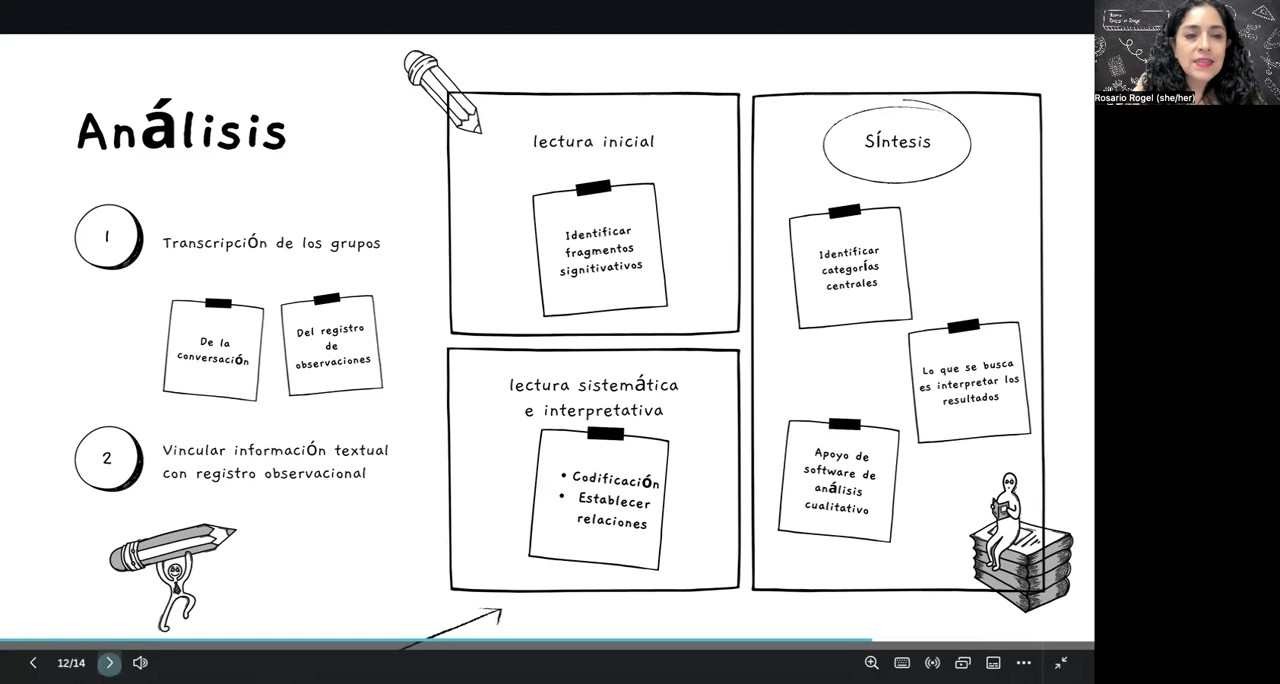 Análisis
1
Transcripción de los grupos
De la
conversación
Del registro
de
observaciones
2
Vincular información textual
con registro observacional
lectura inicial
Identificar
fragmentos
signitivativos
lectura sistemática
e interpretativa
• Codificación
• Establecer
relaciones
Síntesis
Identificar
categorías
centrales
Lo que se busca
es interpretar los
resultados
Apoyo de
software de
análisis
cualitativo
Rosario Rogel (she/her)
12/14